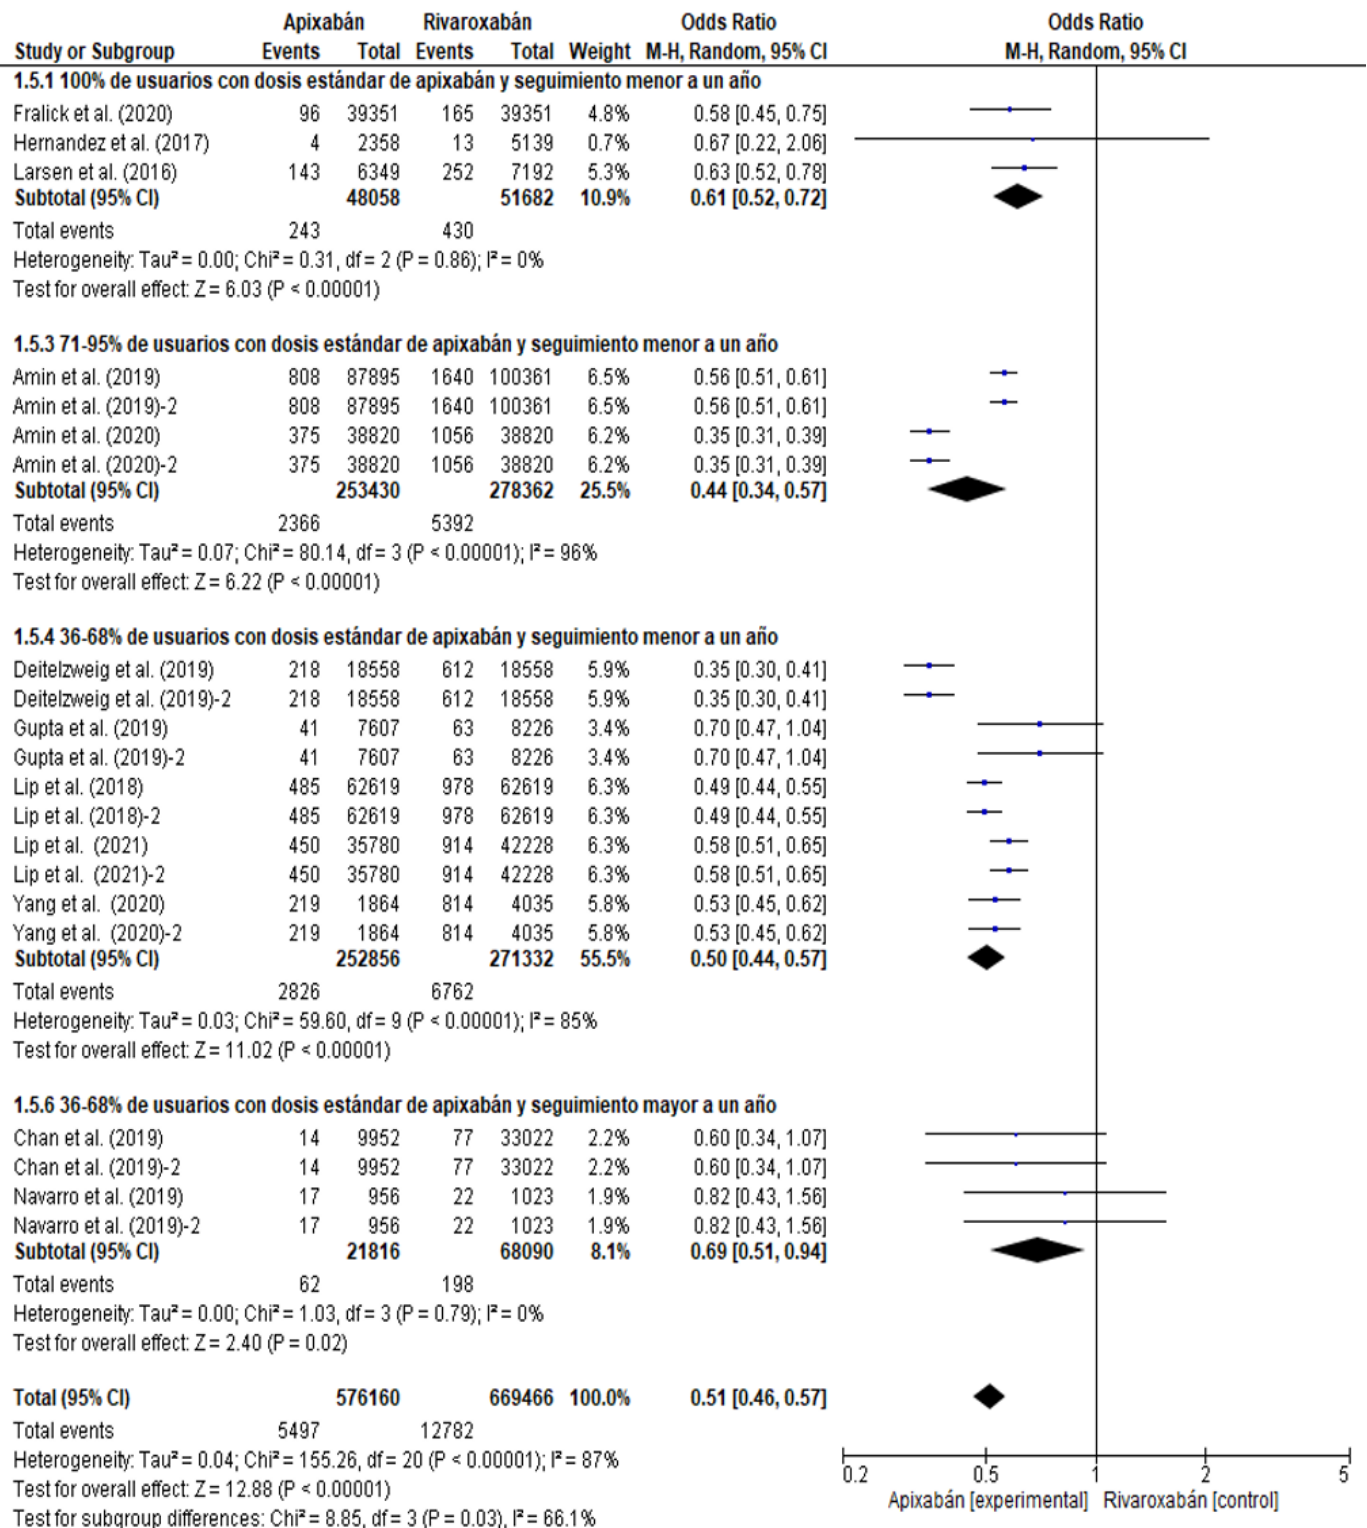 Apixabán Rivaroxabán Odds Ratio Odds Ratio
Study or Subgroup Events Total Events Total Weight M-H, Random, 95% CI M-H, Random, 95% CI
1.5.1 100% de usuarios con dosis estándar de apixabán y seguimiento menor a un año
Fralick et al. (2020) 96 39351 165 39351 4.8% 0.58 [0.45, 0.75]
Hernandez et al. (2017) 4 2358 13 5139 0.7% 0.67 [0.22, 2.06]
Larsen et al. (2016) 143 6349 252 7192 5.3% 0.63 [0.52, 0.78]
Subtotal (95% CI) 48058 51682 10.9% 0.61 [0.52, 0.72]
Total events 243 430
Heterogeneity: Tau² = 0.00; Chi² = 0.31, df = 2 (P = 0.86); I² = 0%
Test for overall effect: Z = 6.03 (P < 0.00001)
1.5.3 71-95% de usuarios con dosis estándar de apixabán y seguimiento menor a un año
Amin et al. (2019) 808 87895 1640 100361 6.5% 0.56 [0.51, 0.61]
Amin et al. (2019)-2 808 87895 1640 100361 6.5% 0.56 [0.51, 0.61]
Amin et al. (2020) 375 38820 1056 38820 6.2% 0.35 [0.31, 0.39]
Amin et al. (2020)-2 375 38820 1056 38820 6.2% 0.35 [0.31, 0.39]
Subtotal (95% CI) 253430 278362 25.5% 0.44 [0.34, 0.57]
Total events 2366 5392
Heterogeneity: Tau² = 0.07; Chi² = 80.14, df = 3 (P < 0.00001); I² = 96%
Test for overall effect: Z = 6.22 (P < 0.00001)
1.5.4 36-68% de usuarios con dosis estándar de apixabán y seguimiento menor a un año
Deitelzweig et al. (2019) 218 18558 612 18558 5.9% 0.35 [0.30, 0.41]
Deitelzweig et al. (2019)-2 218 18558 612 18558 5.9% 0.35 [0.30, 0.41]
Gupta et al. (2019) 41 7607 63 8226 3.4% 0.70 [0.47, 1.04]
Gupta et al. (2019)-2 41 7607 63 8226 3.4% 0.70 [0.47, 1.04]
Lip et al. (2018) 485 62619 978 62619 6.3% 0.49 [0.44, 0.55]
Lip et al. (2018)-2 485 62619 978 62619 6.3% 0.49 [0.44, 0.55]
Lip et al. (2021) 450 35780 914 42228 6.3% 0.58 [0.51, 0.65]
Lip et al. (2021)-2 450 35780 914 42228 6.3% 0.58 [0.51, 0.65]
Yang et al. (2020) 219 1864 814 4035 5.8% 0.53 [0.45, 0.62]
Yang et al. (2020)-2 219 1864 814 4035 5.8% 0.53 [0.45, 0.62]
Subtotal (95% CI) 252856 271332 55.5% 0.50 [0.44, 0.57]
Total events 2826 6762
Heterogeneity: Tau² = 0.03; Chi² = 59.60, df = 9 (P < 0.00001); I² = 85%
Test for overall effect: Z = 11.02 (P < 0.00001)
1.5.6 36-68% de usuarios con dosis estándar de apixabán y seguimiento mayor a un año
Chan et al. (2019) 14 9952 77 33022 2.2% 0.60 [0.34, 1.07]
Chan et al. (2019)-2 14 9952 77 33022 2.2% 0.60 [0.34, 1.07]
Navarro et al. (2019) 17 956 22 1023 1.9% 0.82 [0.43, 1.56]
Navarro et al. (2019)-2 17 956 22 1023 1.9% 0.82 [0.43, 1.56]
Subtotal (95% CI) 21816 68090 8.1% 0.69 [0.51, 0.94]
Total events 62 198
Heterogeneity: Tau² = 0.00; Chi² = 1.03, df = 3 (P = 0.79); I² = 0%
Test for overall effect: Z = 2.40 (P = 0.02)
Total (95% CI) 576160 669466 100.0% 0.51 [0.46, 0.57]
Total events 5497 12782
Heterogeneity: Tau² = 0.04; Chi² = 155.26, df = 20 (P < 0.00001); I² = 87%
Test for overall effect: Z = 12.88 (P < 0.00001)
Test for subgroup differences: Chi² = 8.85, df = 3 (P = 0.03), I² = 66.1%
0.2 0.5 1 2 5
Apixabán [experimental] Rivaroxabán [control]